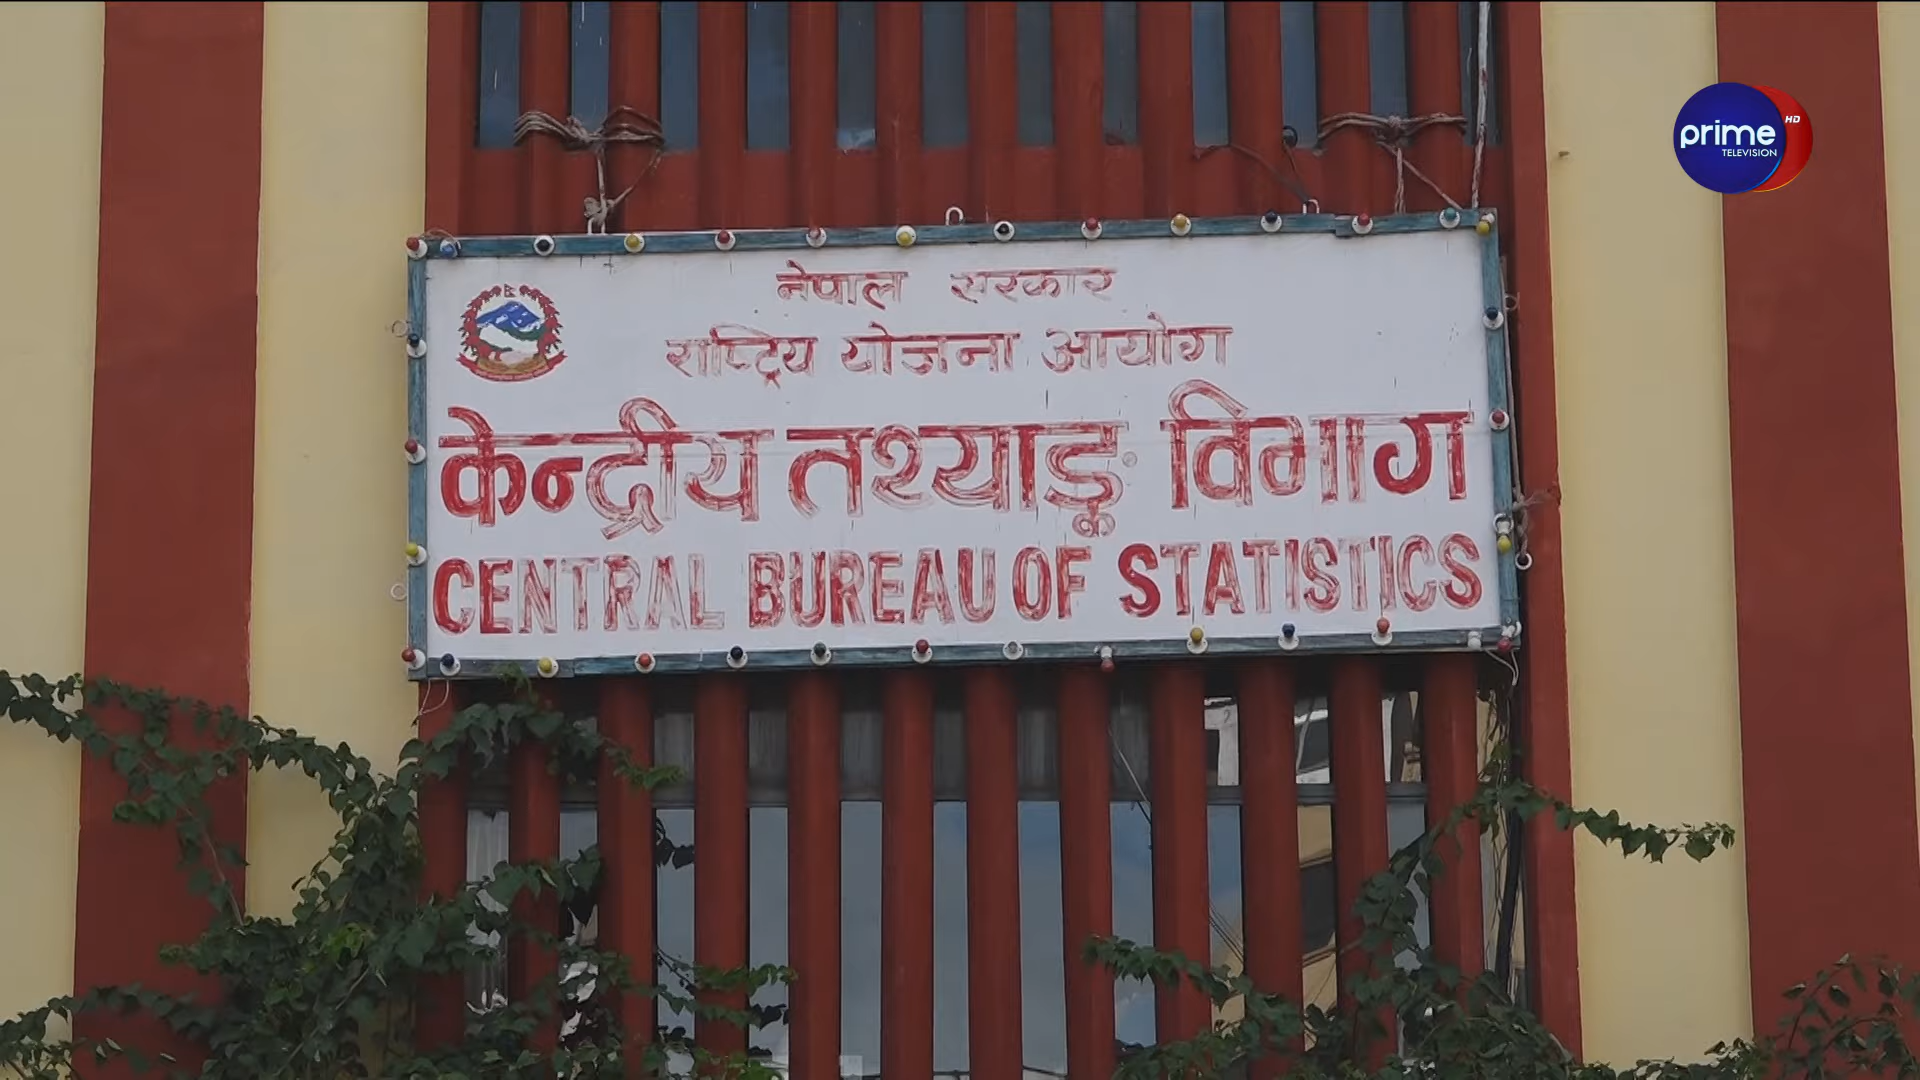 prime HD
TELEVISION
नेपाल सरकार
राष्ट्रिय योजना आयोग
केन्द्रीय तथ्याङ्क विभाग
CENTRAL BUREAU OF STATISTICS